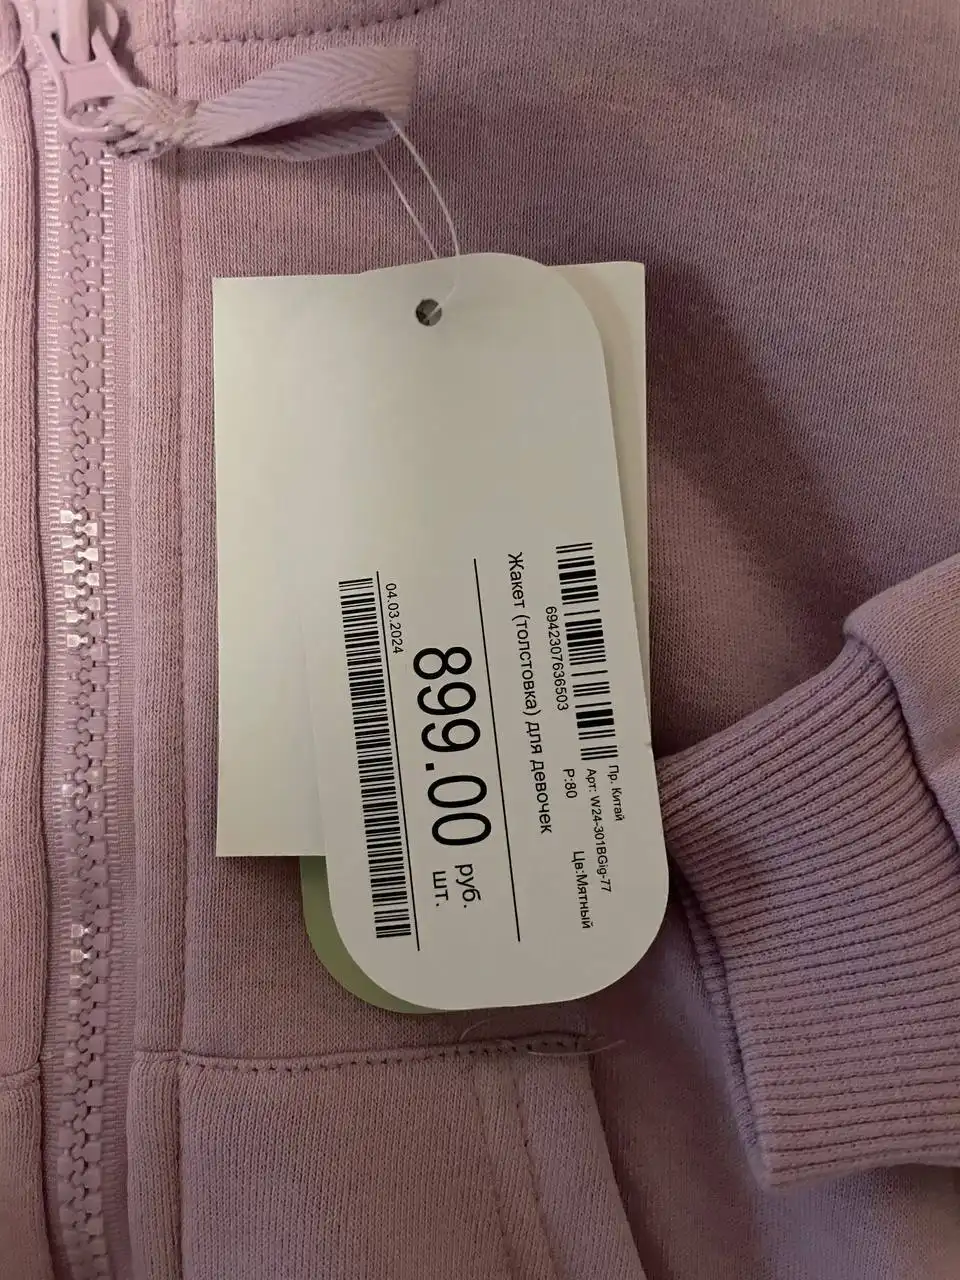 Пр. Китай
Арт: W24-301BGig-77
Р:80 Цв:Мятный
6942307636503
Жакет (толстовка) для девочек
899.00 руб.
шт.
04.03.2024